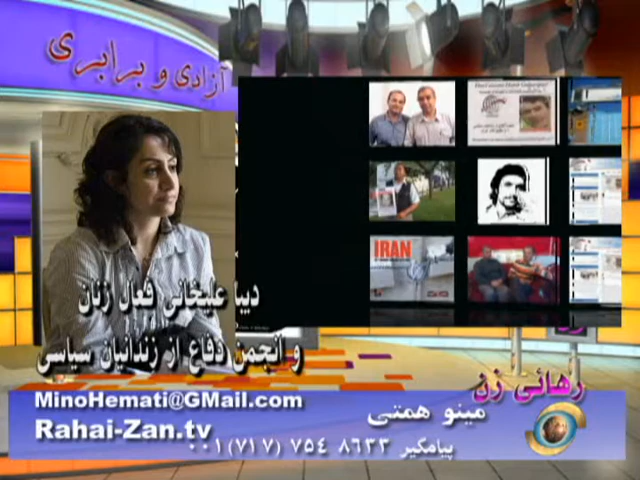 آزادی و برابری
IRAN
دیبا علیخانی فعال زنان
و انجمن دفاع از زندانیان سیاسی
رهائی زن
MinoHemati@GMail.com
مینو همتی
Rahai-Zan.tv
پیامگیر ۰۰۱(۷۱۷) ۷۵۴ ۸۶۳۳